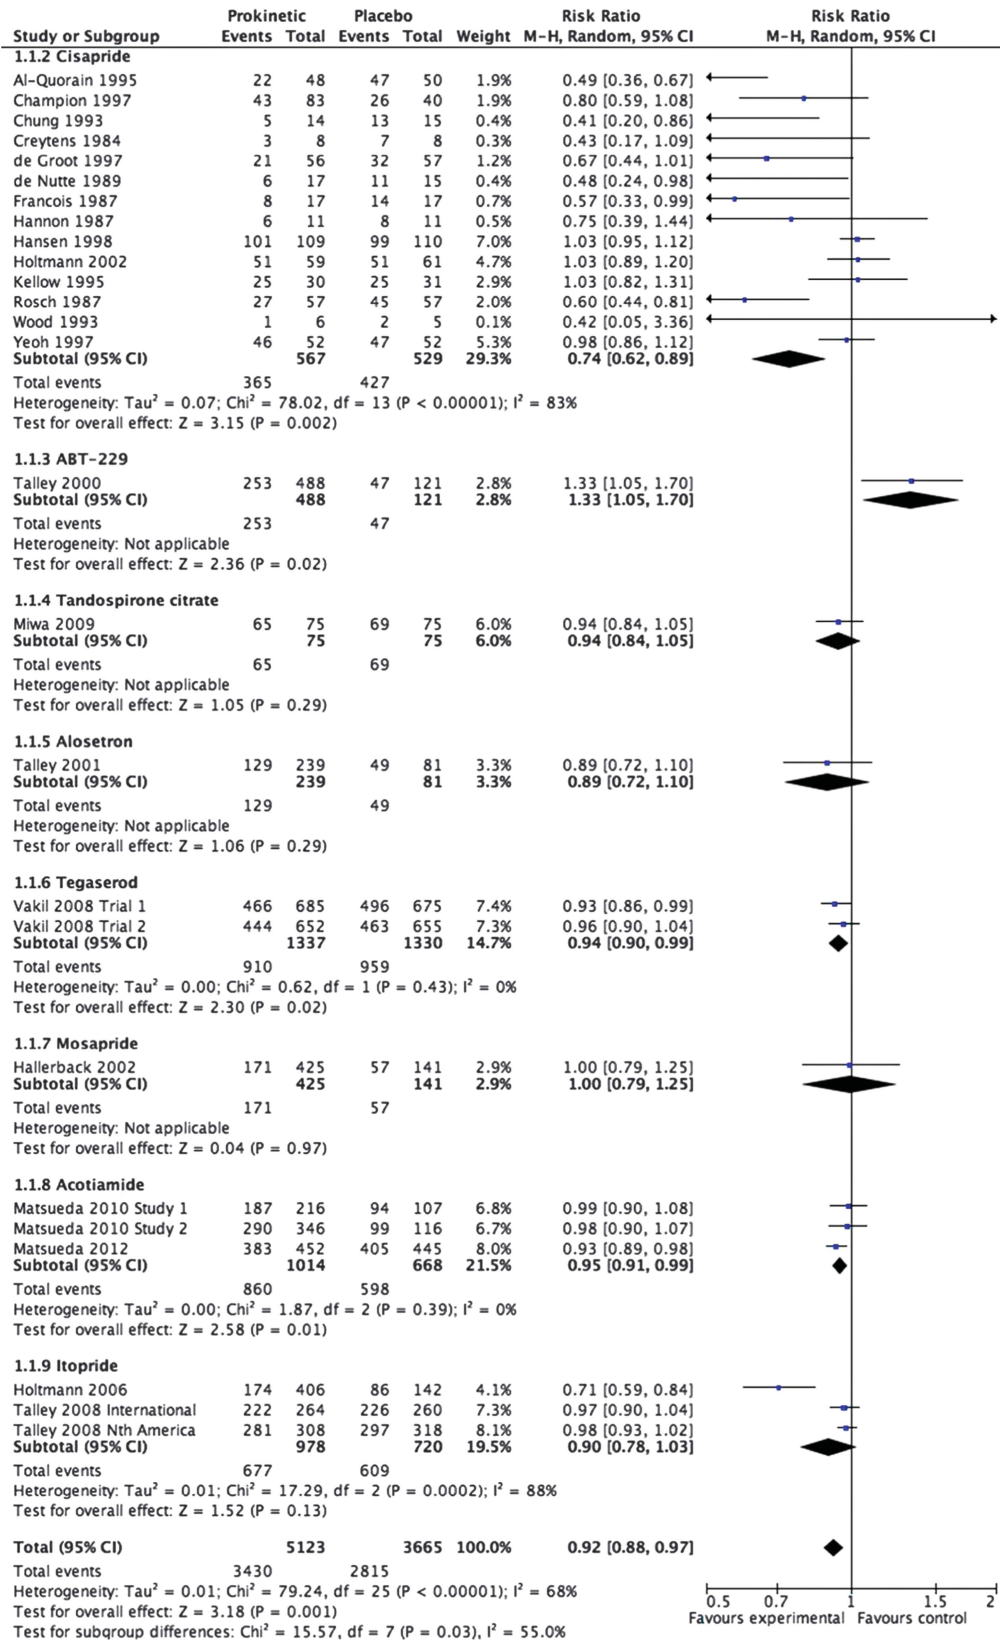 Prokinetic Placebo Risk Ratio Risk Ratio
Study or Subgroup Events Total Events Total Weight M-H, Random, 95% CI M-H, Random, 95% CI
1.1.2 Cisapride
Al-Quorain 1995 22 48 47 50 1.9% 0.49 [0.36, 0.67]
Champion 1997 43 83 26 40 1.9% 0.80 [0.59, 1.08]
Chung 1993 5 14 13 15 0.4% 0.41 [0.20, 0.86]
Creytens 1984 3 8 7 8 0.3% 0.43 [0.17, 1.09]
de Groot 1997 21 56 32 57 1.2% 0.67 [0.44, 1.01]
de Nutte 1989 6 17 11 15 0.4% 0.48 [0.24, 0.98]
Francois 1987 8 17 14 17 0.7% 0.57 [0.33, 0.99]
Hannon 1987 6 11 8 11 0.5% 0.75 [0.39, 1.44]
Hansen 1998 101 109 99 110 7.0% 1.03 [0.95, 1.12]
Holtmann 2002 51 59 51 61 4.7% 1.03 [0.89, 1.20]
Kellow 1995 25 30 25 31 2.9% 1.03 [0.82, 1.31]
Rosch 1987 27 57 45 57 2.0% 0.60 [0.44, 0.81]
Wood 1993 1 6 2 5 0.1% 0.42 [0.05, 3.36]
Yeoh 1997 46 52 47 52 5.3% 0.98 [0.86, 1.12]
Subtotal (95% CI) 567 529 29.3% 0.74 [0.62, 0.89]
Total events 365 427
Heterogeneity: Tau² = 0.07; Chi² = 78.02, df = 13 (P < 0.00001); I² = 83%
Test for overall effect: Z = 3.15 (P = 0.002)
1.1.3 ABT-229
Talley 2000 253 488 47 121 2.8% 1.33 [1.05, 1.70]
Subtotal (95% CI) 488 121 2.8% 1.33 [1.05, 1.70]
Total events 253 47
Heterogeneity: Not applicable
Test for overall effect: Z = 2.36 (P = 0.02)
1.1.4 Tandospirone citrate
Miwa 2009 65 75 69 75 6.0% 0.94 [0.84, 1.05]
Subtotal (95% CI) 75 75 6.0% 0.94 [0.84, 1.05]
Total events 65 69
Heterogeneity: Not applicable
Test for overall effect: Z = 1.05 (P = 0.29)
1.1.5 Alosetron
Talley 2001 129 239 49 81 3.3% 0.89 [0.72, 1.10]
Subtotal (95% CI) 239 81 3.3% 0.89 [0.72, 1.10]
Total events 129 49
Heterogeneity: Not applicable
Test for overall effect: Z = 1.06 (P = 0.29)
1.1.6 Tegaserod
Vakil 2008 Trial 1 466 685 496 675 7.4% 0.93 [0.86, 0.99]
Vakil 2008 Trial 2 444 652 463 655 7.3% 0.96 [0.90, 1.04]
Subtotal (95% CI) 1337 1330 14.7% 0.94 [0.90, 0.99]
Total events 910 959
Heterogeneity: Tau² = 0.00; Chi² = 0.62, df = 1 (P = 0.43); I² = 0%
Test for overall effect: Z = 2.30 (P = 0.02)
1.1.7 Mosapride
Hallerback 2002 171 425 57 141 2.9% 1.00 [0.79, 1.25]
Subtotal (95% CI) 425 141 2.9% 1.00 [0.79, 1.25]
Total events 171 57
Heterogeneity: Not applicable
Test for overall effect: Z = 0.04 (P = 0.97)
1.1.8 Acotiamide
Matsueda 2010 Study 1 187 216 94 107 6.8% 0.99 [0.90, 1.08]
Matsueda 2010 Study 2 290 346 99 116 6.7% 0.98 [0.90, 1.07]
Matsueda 2012 383 452 405 445 8.0% 0.93 [0.89, 0.98]
Subtotal (95% CI) 1014 668 21.5% 0.95 [0.91, 0.99]
Total events 860 598
Heterogeneity: Tau² = 0.00; Chi² = 1.87, df = 2 (P = 0.39); I² = 0%
Test for overall effect: Z = 2.58 (P = 0.01)
1.1.9 Itopride
Holtmann 2006 174 406 86 142 4.1% 0.71 [0.59, 0.84]
Talley 2008 International 222 264 226 260 7.3% 0.97 [0.90, 1.04]
Talley 2008 Nth America 281 308 297 318 8.1% 0.98 [0.93, 1.02]
Subtotal (95% CI) 978 720 19.5% 0.90 [0.78, 1.03]
Total events 677 609
Heterogeneity: Tau² = 0.01; Chi² = 17.29, df = 2 (P = 0.0002); I² = 88%
Test for overall effect: Z = 1.52 (P = 0.13)
Total (95% CI) 5123 3665 100.0% 0.92 [0.88, 0.97]
Total events 3430 2815
Heterogeneity: Tau² = 0.01; Chi² = 79.24, df = 25 (P < 0.00001); I² = 68%
Test for overall effect: Z = 3.18 (P = 0.001)
Test for subgroup differences: Chi² = 15.57, df = 7 (P = 0.03), I² = 55.0%
0.5 0.7 1 1.5 2
Favours experimental Favours control